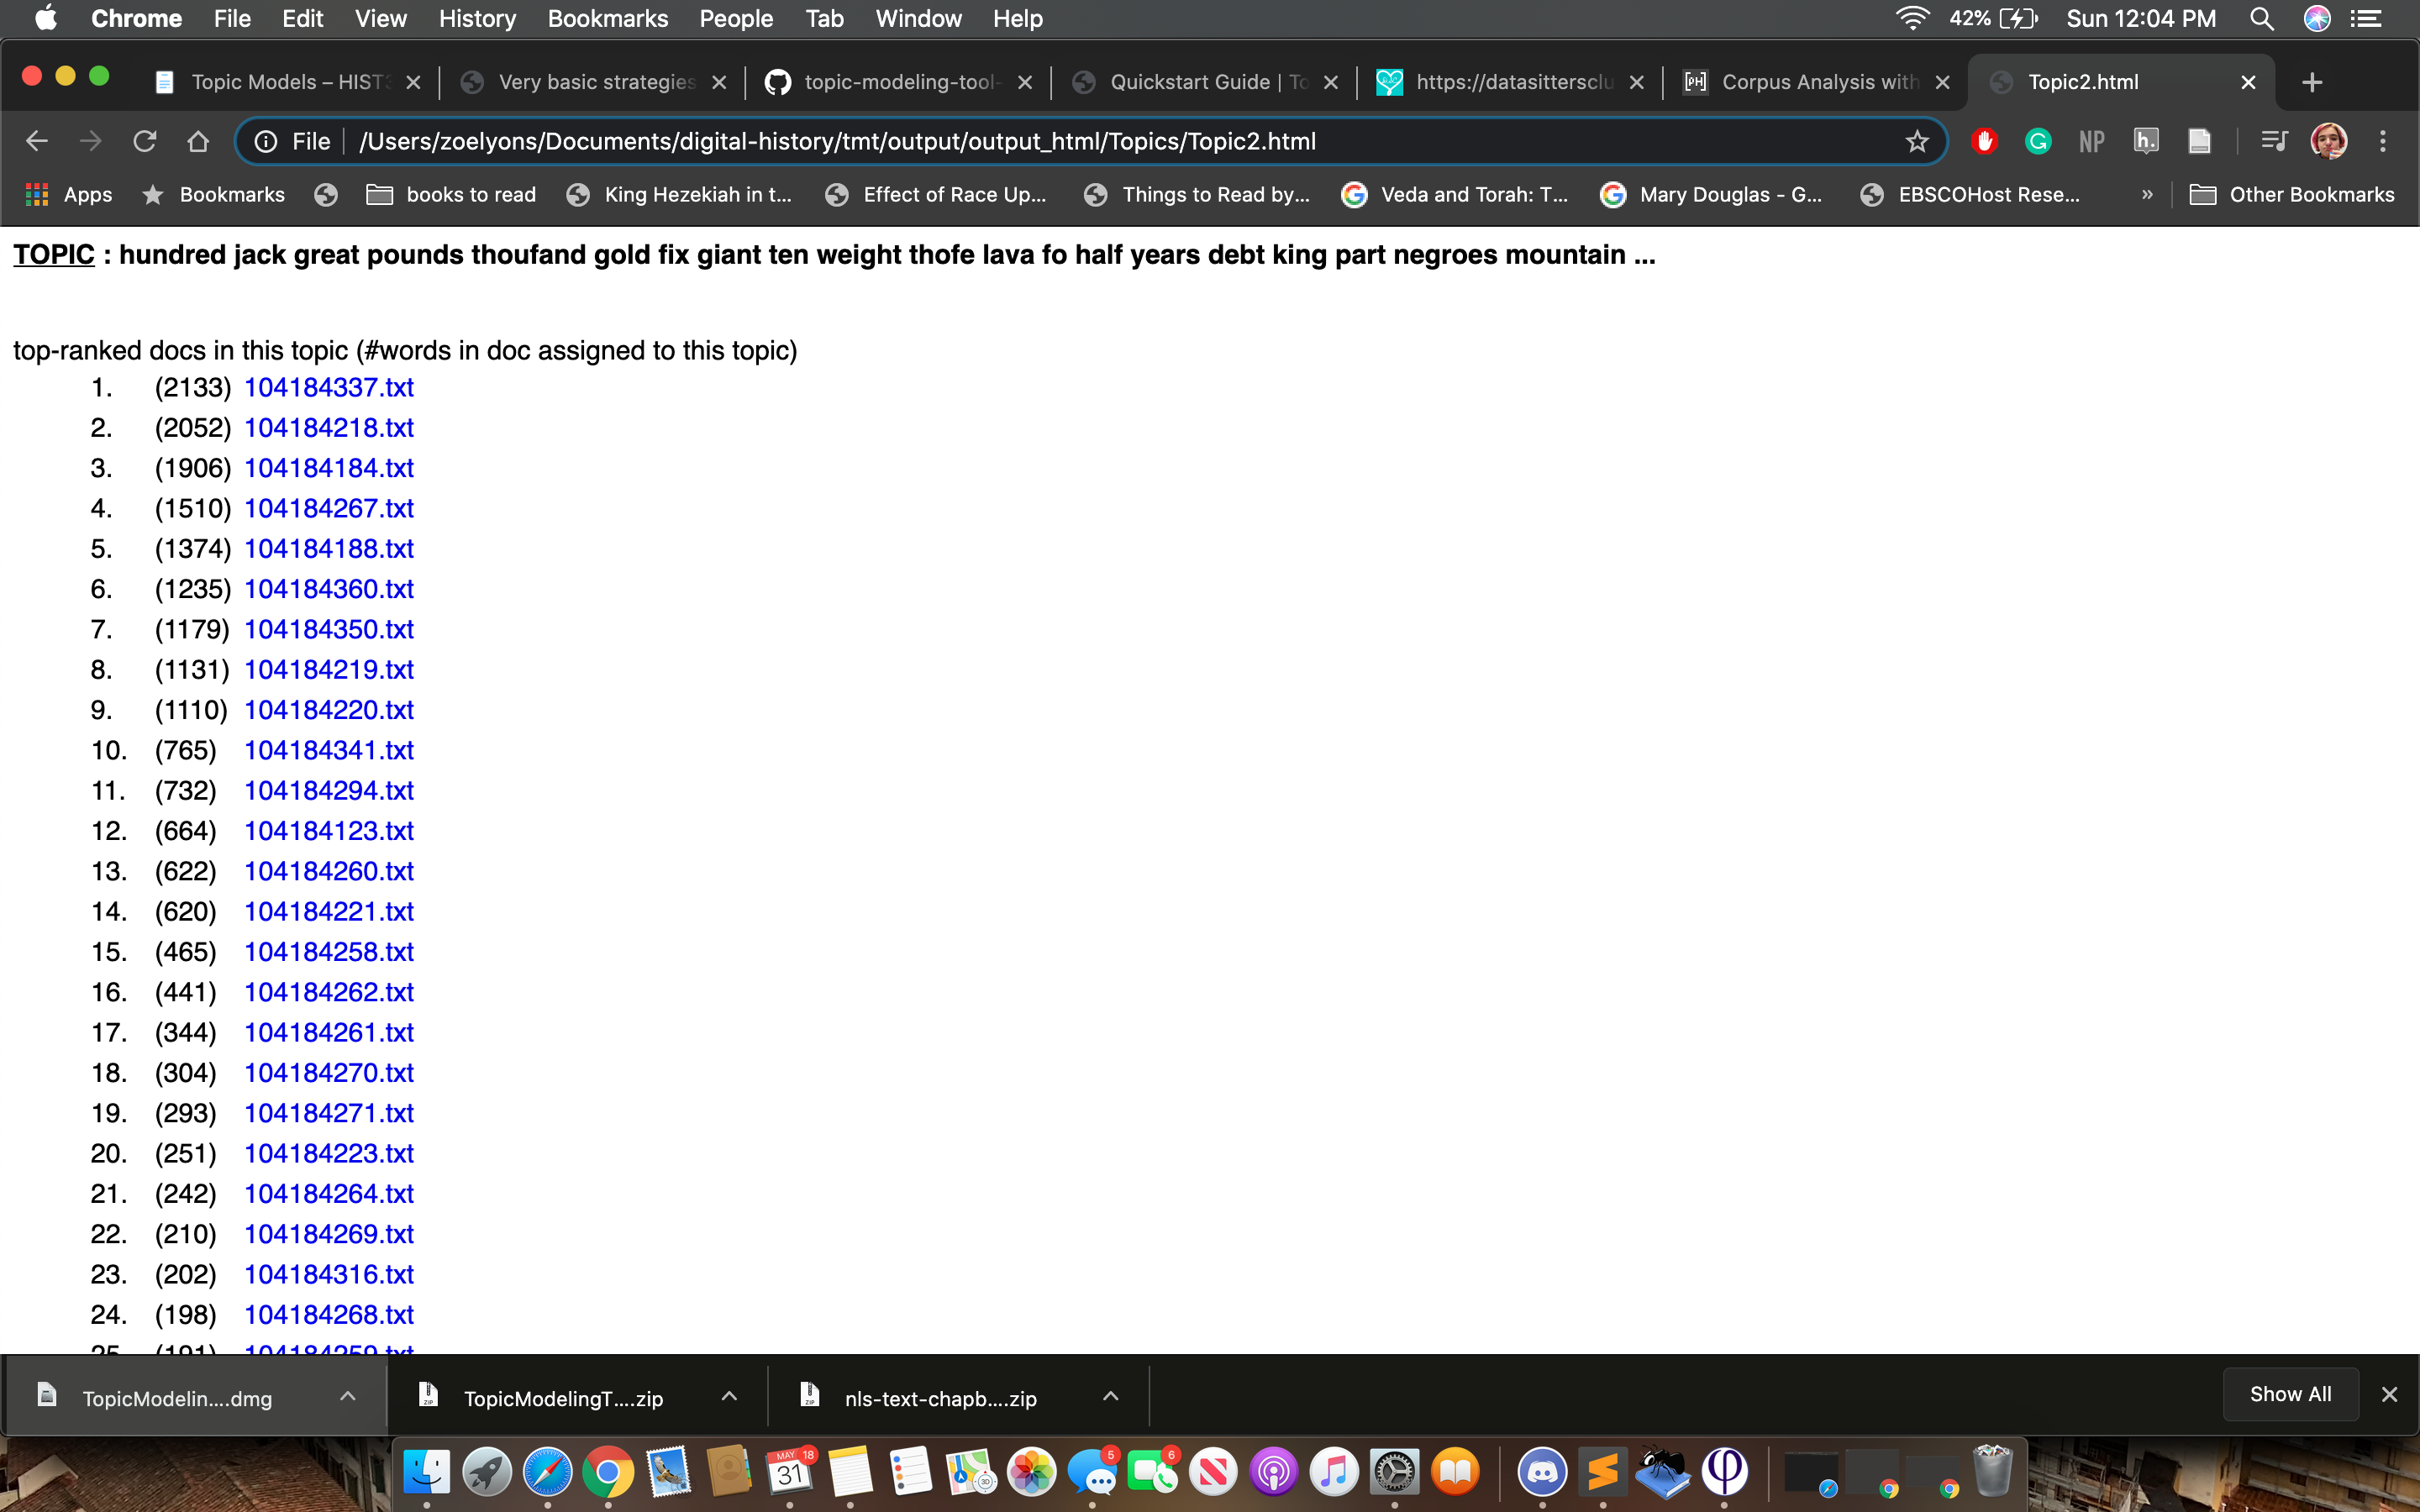 Chrome File Edit View History Bookmarks People Tab Window Help 42% Sun 12:04 PM
Topic Models – HIST3 Very basic strategies topic-modeling-tool- Quickstart Guide | To https://datasittersclu Corpus Analysis with Topic2.html
File /Users/zoelyons/Documents/digital-history/tmt/output/output_html/Topics/Topic2.html NP h.
Apps Bookmarks books to read King Hezekiah in t... Effect of Race Up... Things to Read by... Veda and Torah: T... Mary Douglas - G... EBSCOHost Rese... » Other Bookmarks
TOPIC : hundred jack great pounds thoufand gold fix giant ten weight thofe lava fo half years debt king part negroes mountain ...
top-ranked docs in this topic (#words in doc assigned to this topic)
1. (2133) 104184337.txt
2. (2052) 104184218.txt
3. (1906) 104184184.txt
4. (1510) 104184267.txt
5. (1374) 104184188.txt
6. (1235) 104184360.txt
7. (1179) 104184350.txt
8. (1131) 104184219.txt
9. (1110) 104184220.txt
10. (765) 104184341.txt
11. (732) 104184294.txt
12. (664) 104184123.txt
13. (622) 104184260.txt
14. (620) 104184221.txt
15. (465) 104184258.txt
16. (441) 104184262.txt
17. (344) 104184261.txt
18. (304) 104184270.txt
19. (293) 104184271.txt
20. (251) 104184223.txt
21. (242) 104184264.txt
22. (210) 104184269.txt
23. (202) 104184316.txt
24. (198) 104184268.txt
25. (191) 104184259.txt
TopicModelin....dmg TopicModelingT....zip nls-text-chapb....zip Show All
MAY 31 18 5 6